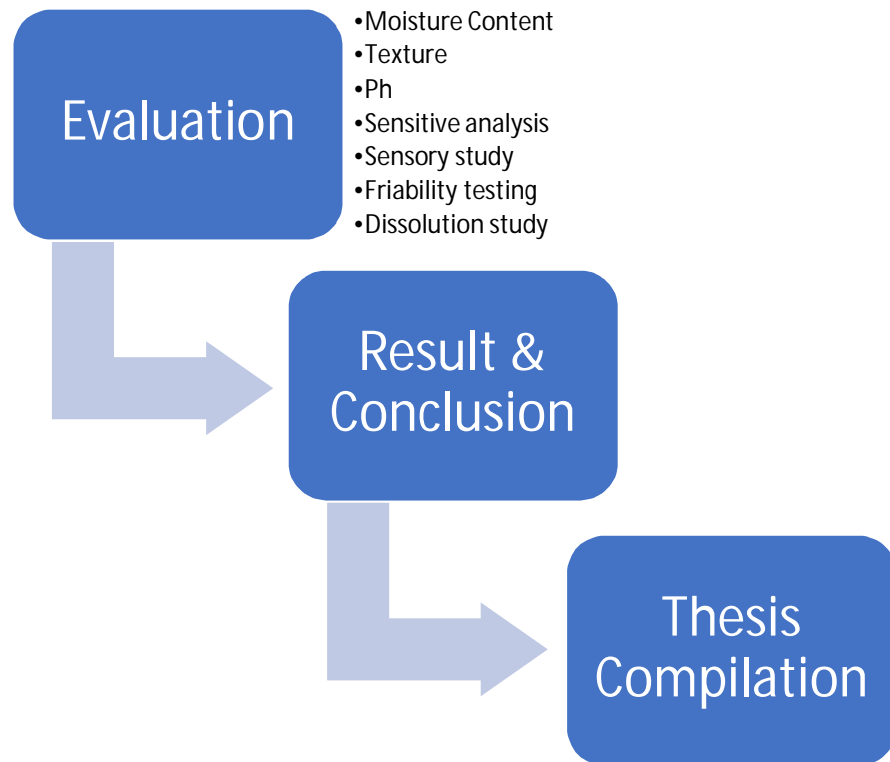 Evaluation
•Moisture Content
•Texture
•Ph
•Sensitive analysis
•Sensory study
•Friability testing
•Dissolution study
Result &
Conclusion
Thesis
Compilation